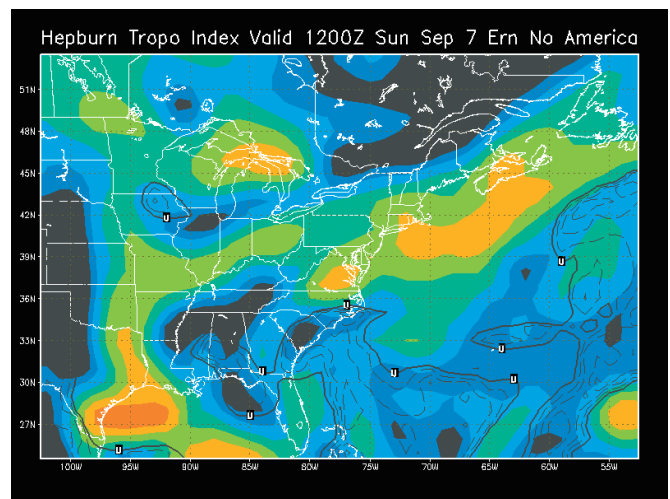 Hepburn Tropo Index Valid 1200Z Sun Sep 7 Ern No America
51N
48N
45N
42N
U
39N
U
36N
U
33N
U
30N
U
U
U
27N
U
U
100W 95W 90W 85W 80W 75W 70W 65W 60W 55W